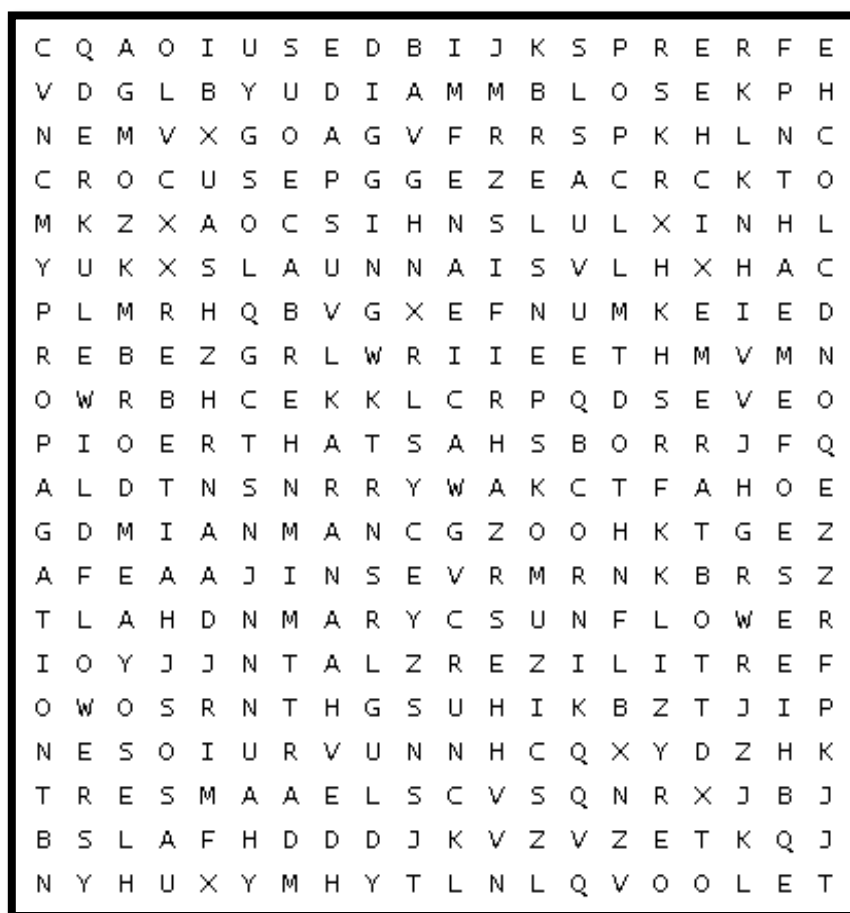 C Q A O I U S E D B I J K S P R E R F E
V D G L B Y U D I A M M B L O S E K P H
N E M V X G O A G V F R R S P K H L N C
C R O C U S E P G G E Z E A C R C K T O
M K Z X A O C S I H N S L U L X I N H L
Y U K X S L A U N N A I S V L H X H A C
P L M R H Q B V G X E F N U M K E I E D
R E B E Z G R L W R I I E E T H M V M N
O W R B H C E K K L C R P Q D S E V E O
P I O E R T H A T S A H S B O R R J F Q
A L D T N S N R R Y W A K C T F A H O E
G D M I A N M A N C G Z O O H K T G E Z
A F E A A J I N S E V R M R N K B R S Z
T L A H D N M A R Y C S U N F L O W E R
I O Y J J N T A L Z R E Z I L I T R E F
O W O S R N T H G S U H I K B Z T J I P
N E S O I U R V U N N H C Q X Y D Z H K
T R E S M A A E L S C V S Q N R X J B J
B S L A F H D D D J K V Z V Z E T K Q J
N Y H U X Y M H Y T L N L Q V O O L E T